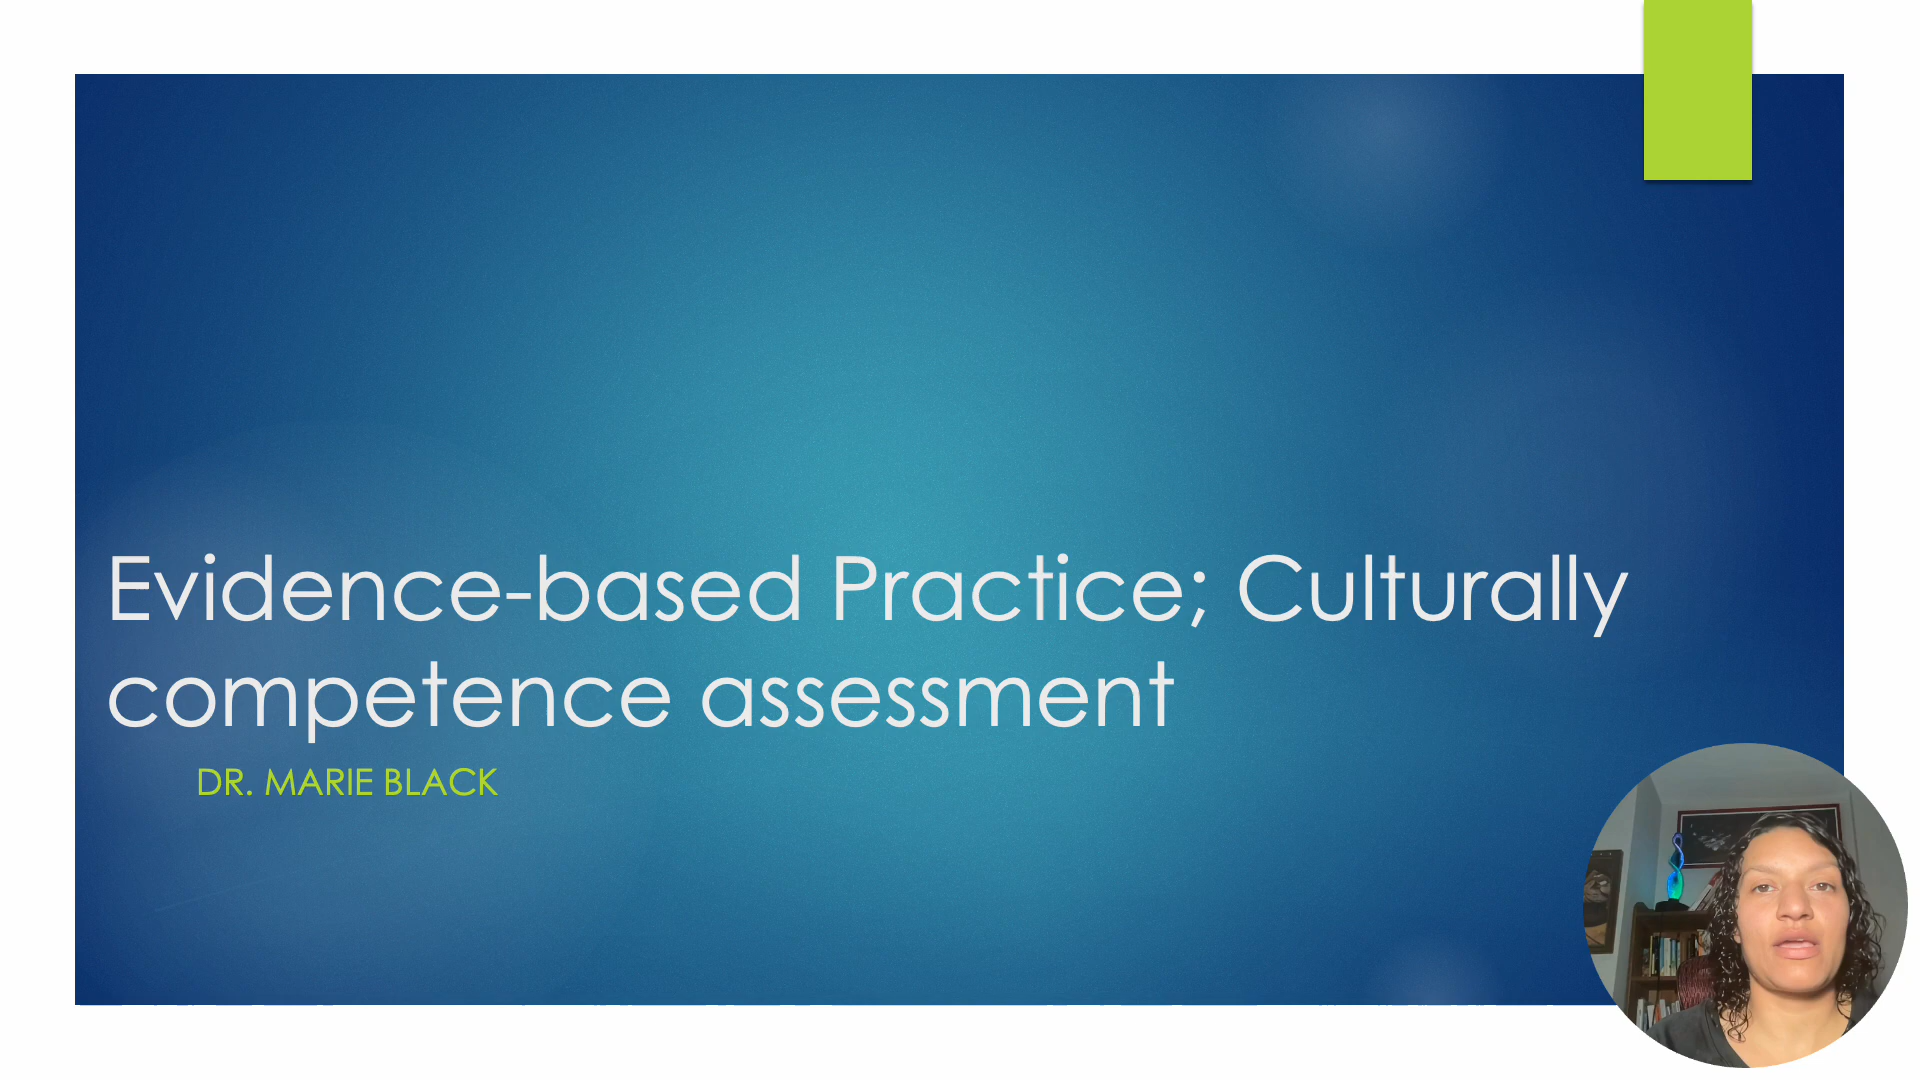 Evidence-based Practice; Culturally
competence assessment
DR. MARIE BLACK